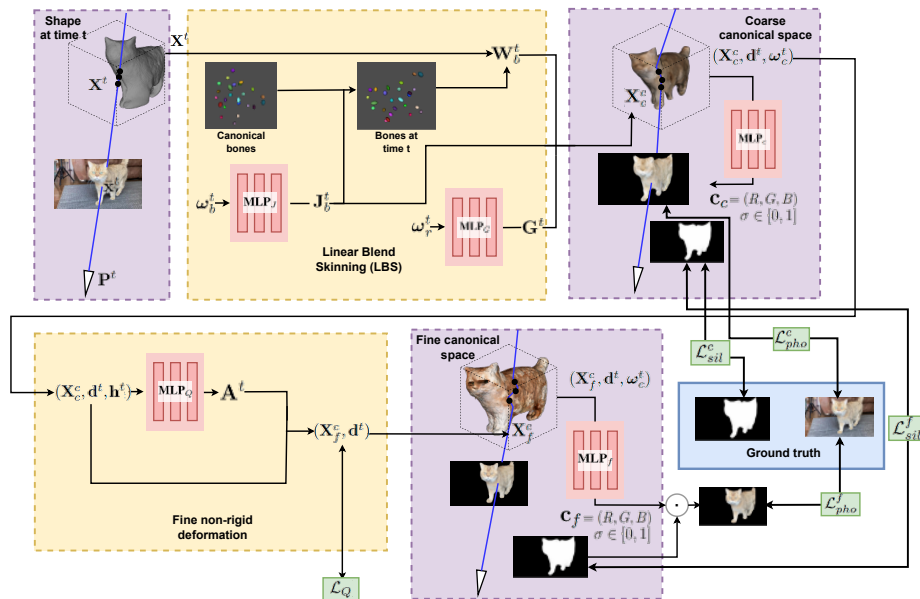 Shape
at time t
X^t
X^t
X^t
P^t
W_b^t
Canonical
bones
Bones at
time t
ω_b^t
MLP_J
J_b^t
ω_r^t
MLP_G
G^t
Linear Blend
Skinning (LBS)
Coarse
canonical space
(X_c^c, d^t, ω_c^t)
X_c^c
MLP_c
C_c = (R, G, B)
σ ∈ [0, 1]
L_sil^c
L_pho^c
Ground truth
L_sil^f
L_pho^f
(X_c^c, d^t, h^t)
MLP_Q
A^t
(X_f^c, d^t)
Fine non-rigid
deformation
L_Q
Fine canonical
space
(X_f^c, d^t, ω_c^t)
X_f^c
MLP_f
C_f = (R, G, B)
σ ∈ [0, 1]